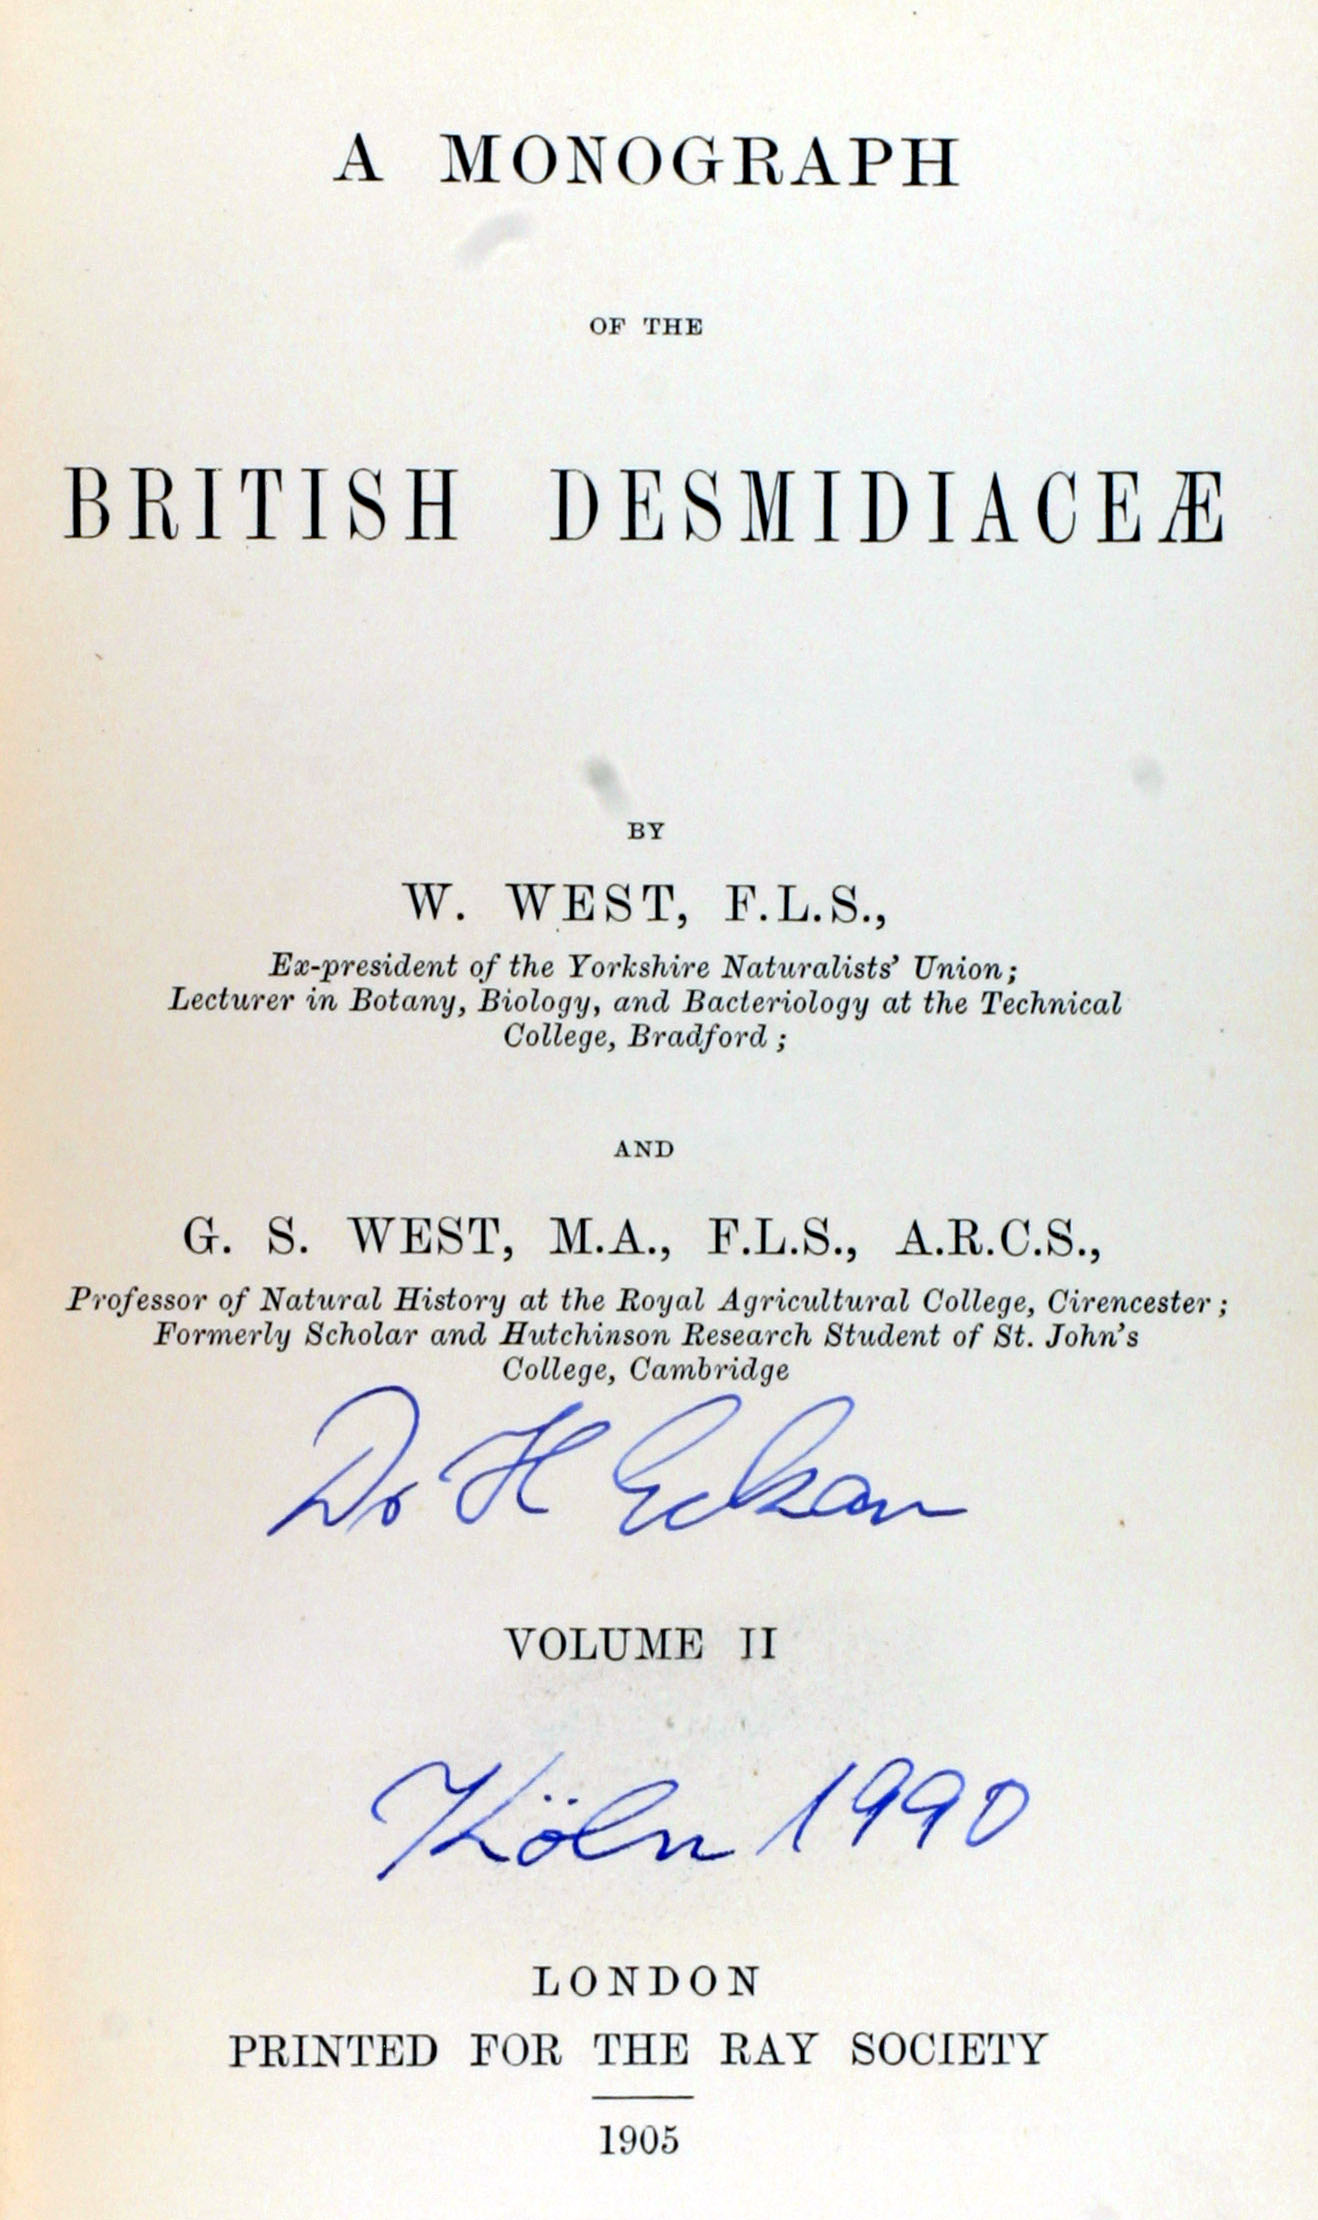 A MONOGRAPH
OF THE
BRITISH DESMIDIACEÆ
BY
W. WEST, F.L.S.,
Ex-president of the Yorkshire Naturalists' Union;
Lecturer in Botany, Biology, and Bacteriology at the Technical
College, Bradford;
AND
G. S. WEST, M.A., F.L.S., A.R.C.S.,
Professor of Natural History at the Royal Agricultural College, Cirencester;
Formerly Scholar and Hutchinson Research Student of St. John's
College, Cambridge
Dr H
VOLUME II
Köln 1990
LONDON
PRINTED FOR THE RAY SOCIETY
1905